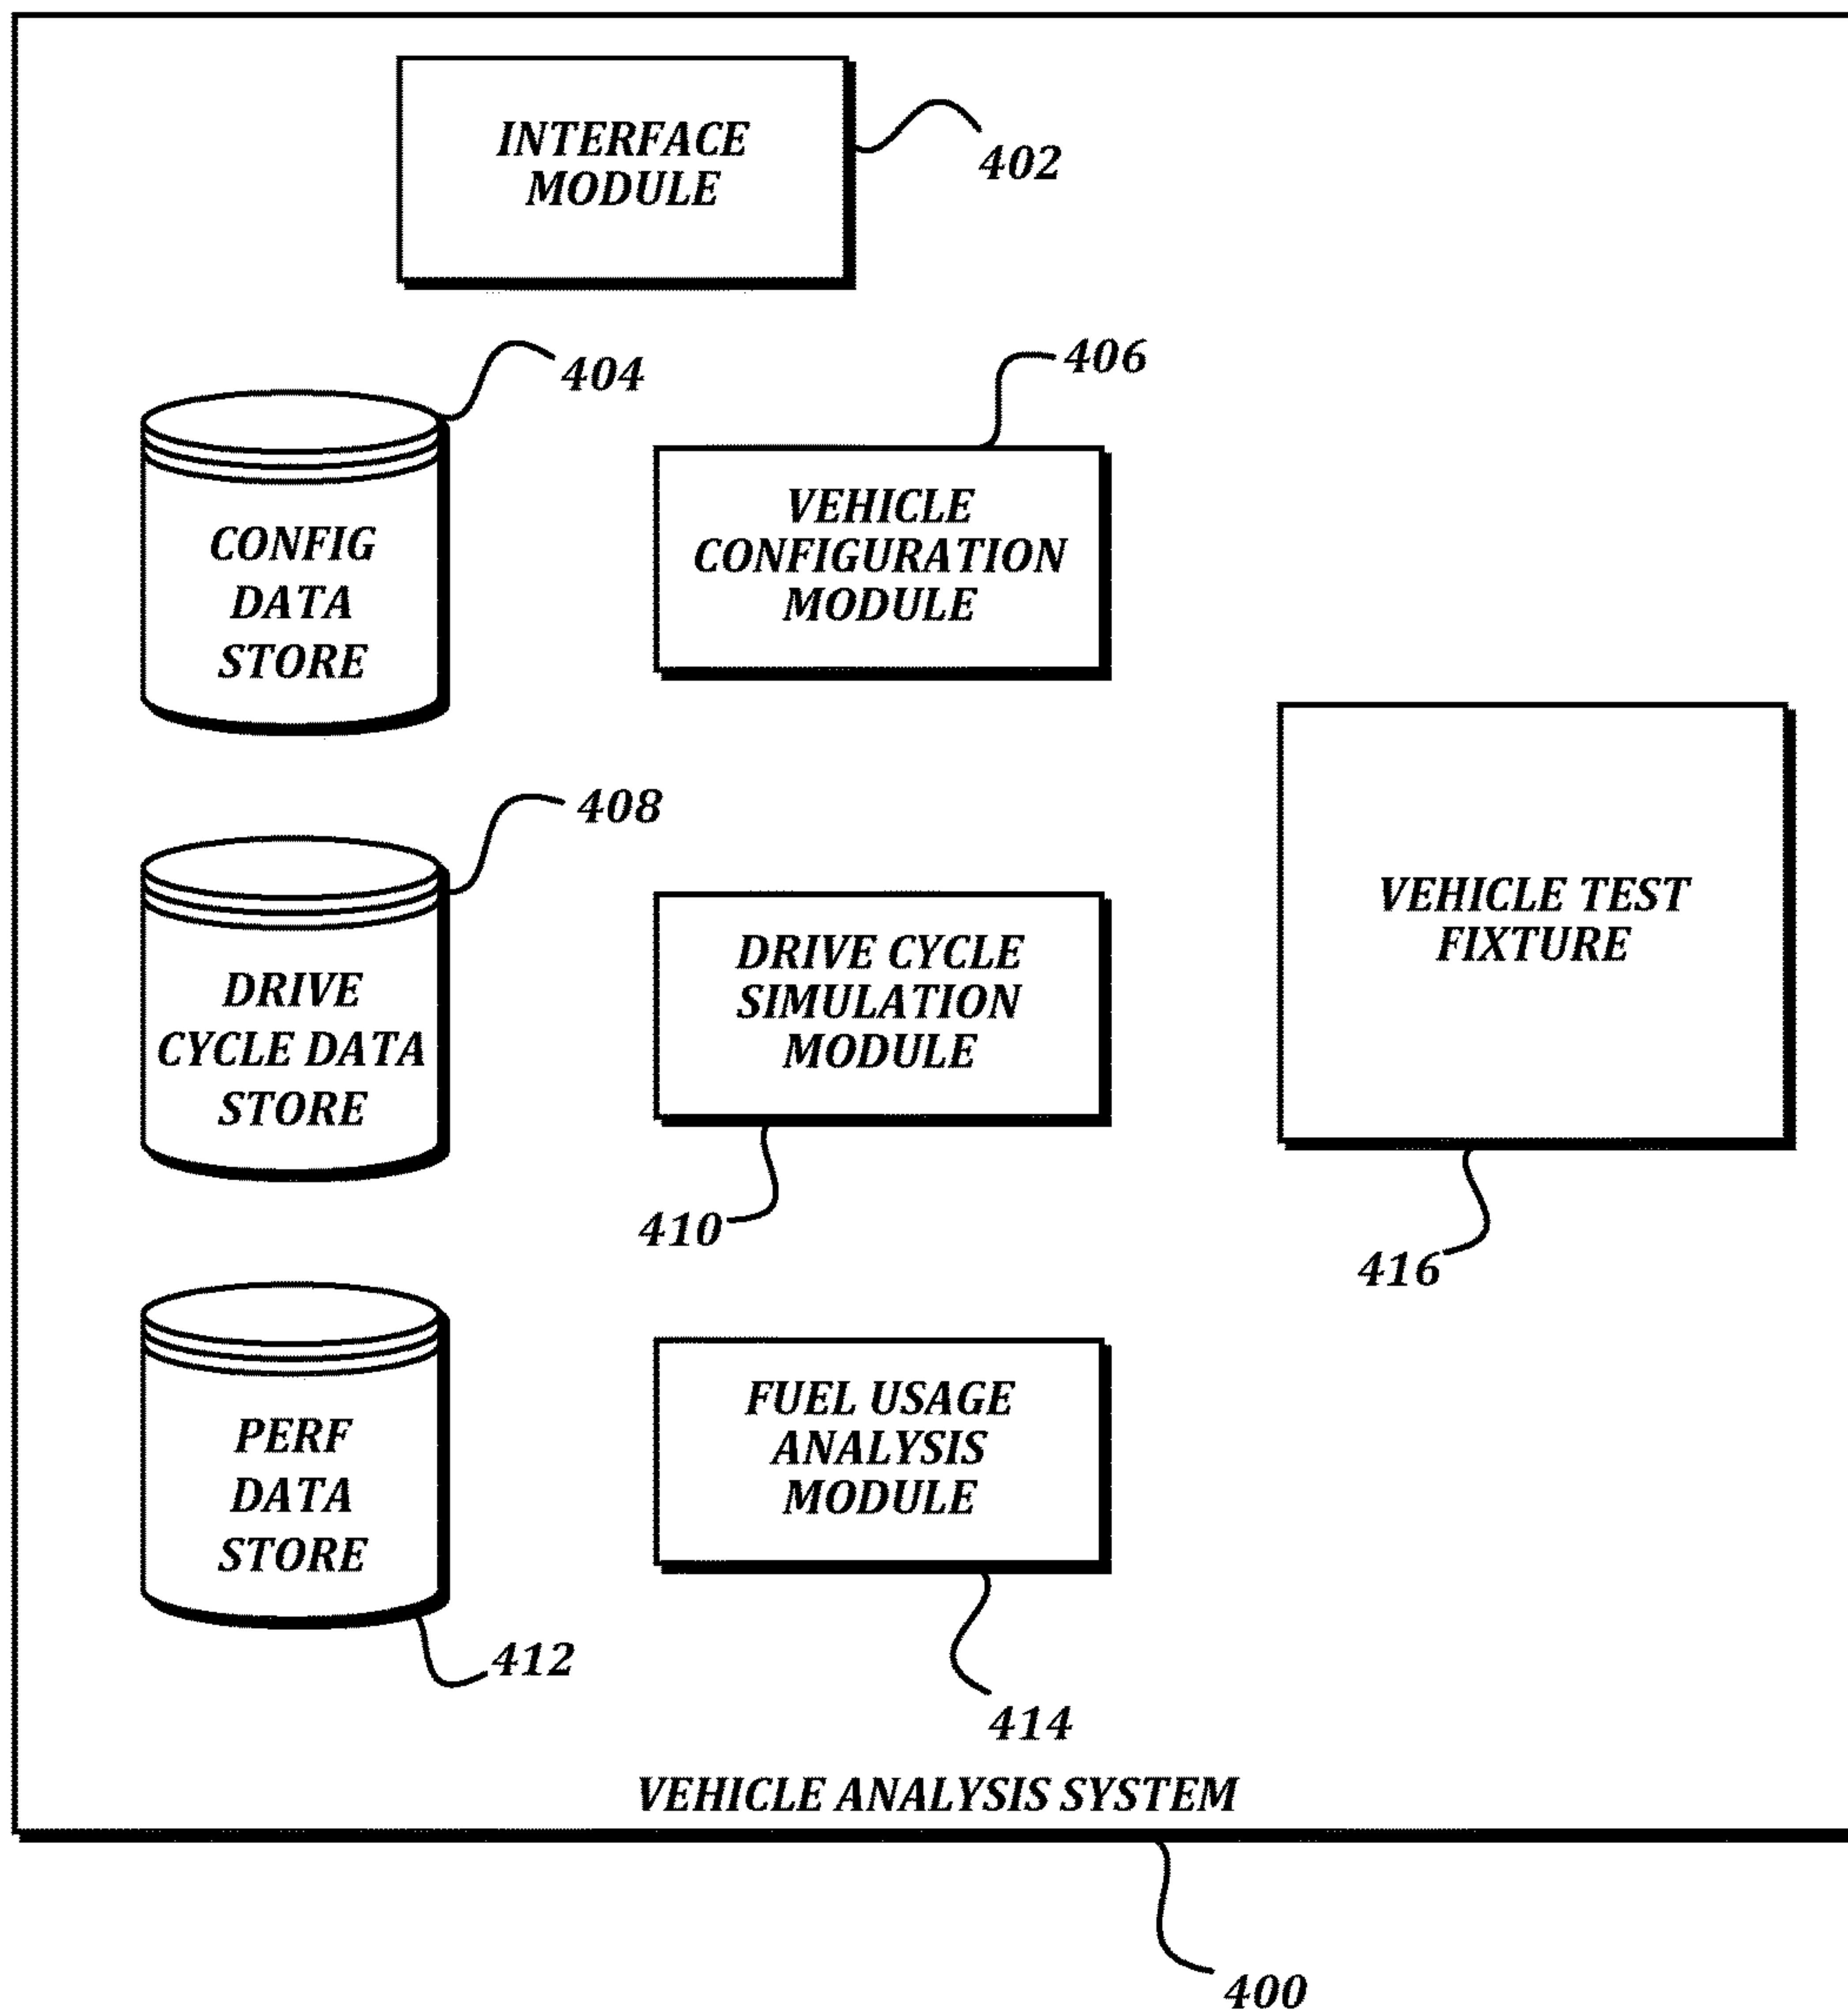 INTERFACE
MODULE
402
404
406
CONFIG
DATA
STORE
VEHICLE
CONFIGURATION
MODULE
408
DRIVE
CYCLE DATA
STORE
DRIVE CYCLE
SIMULATION
MODULE
VEHICLE TEST
FIXTURE
410
416
PERF
DATA
STORE
FUEL USAGE
ANALYSIS
MODULE
412
414
VEHICLE ANALYSIS SYSTEM
400